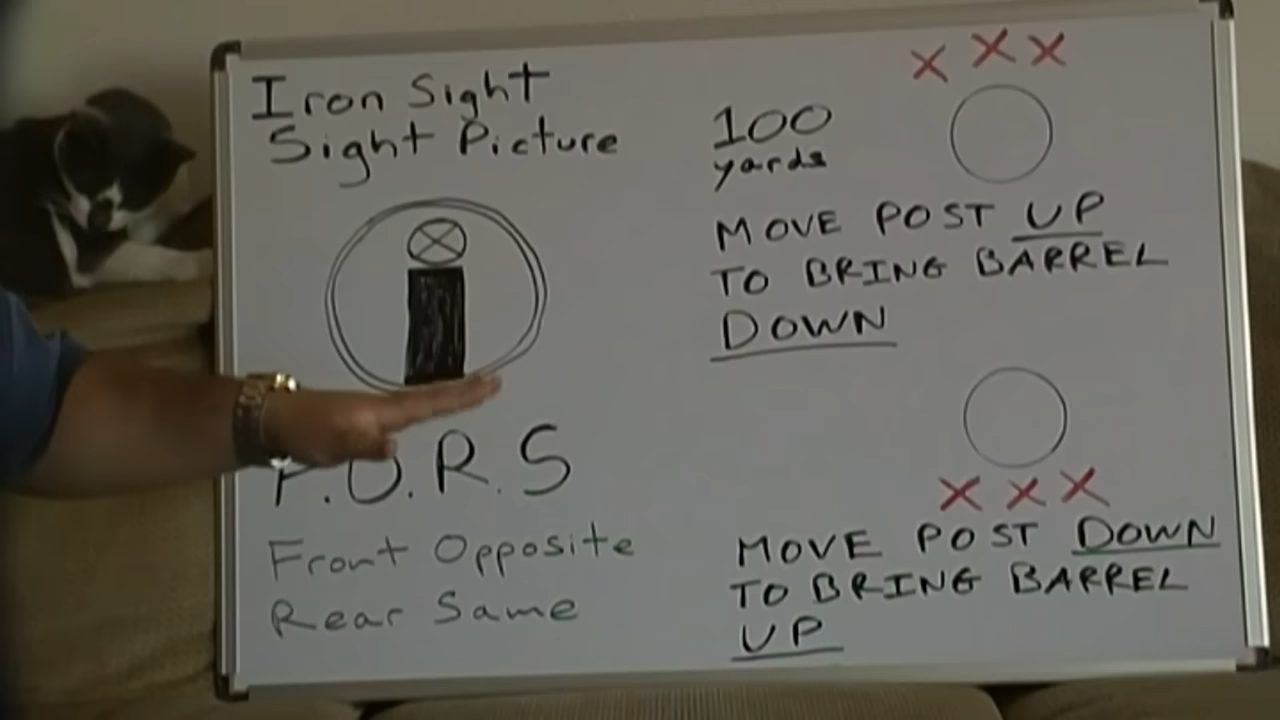 Iron Sight
Sight Picture
F.O.R.S
Front Opposite
Rear Same
X X X
100
yards
MOVE POST UP
TO BRING BARREL
DOWN
X X X
MOVE POST DOWN
TO BRING BARREL
UP